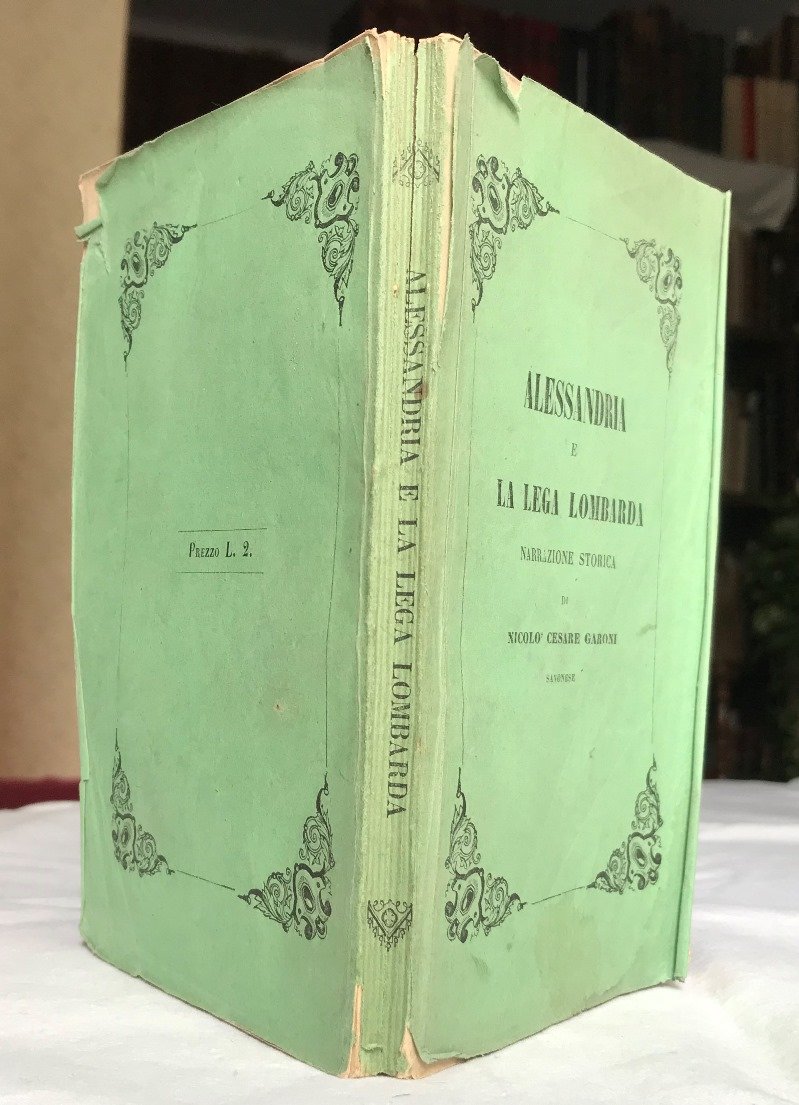 Prezzo L. 2.
ALESSANDRIA E LA LEGA LOMBARDA
ALESSANDRIA
E
LA LEGA LOMBARDA
NARRAZIONE STORICA
DI
NICOLO' CESARE GARONI
SAVONESE